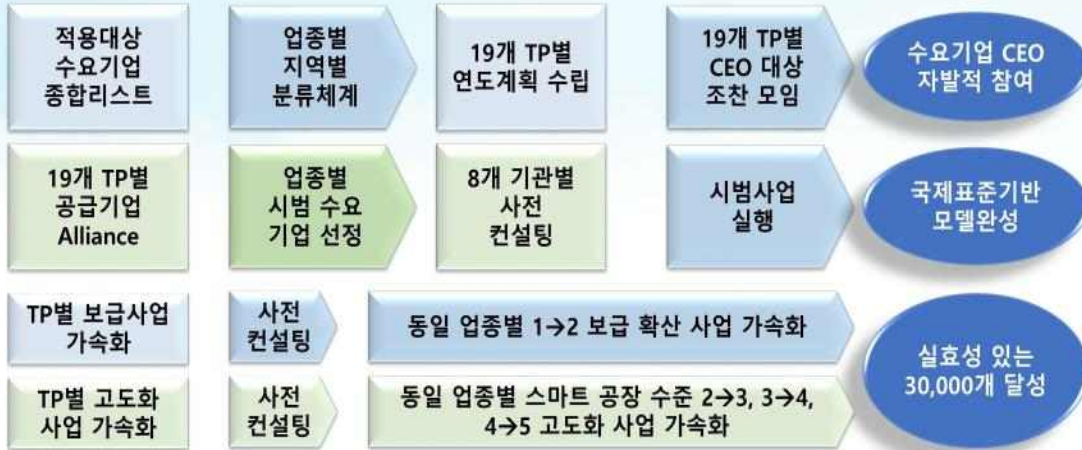 적용대상
수요기업
종합리스트
업종별
지역별
분류체계
19개 TP별
연도계획 수립
19개 TP별
CEO 대상
조찬 모임
수요기업 CEO
자발적 참여
19개 TP별
공급기업
Alliance
업종별
시범 수요
기업 선정
8개 기관별
사전
컨설팅
시범사업
실행
국제표준기반
모델완성
TP별 보급사업
가속화
사전
컨설팅
동일 업종별 1→2 보급 확산 사업 가속화
실효성 있는
30,000개 달성
TP별 고도화
사업 가속화
사전
컨설팅
동일 업종별 스마트 공장 수준 2→3, 3→4,
4→5 고도화 사업 가속화